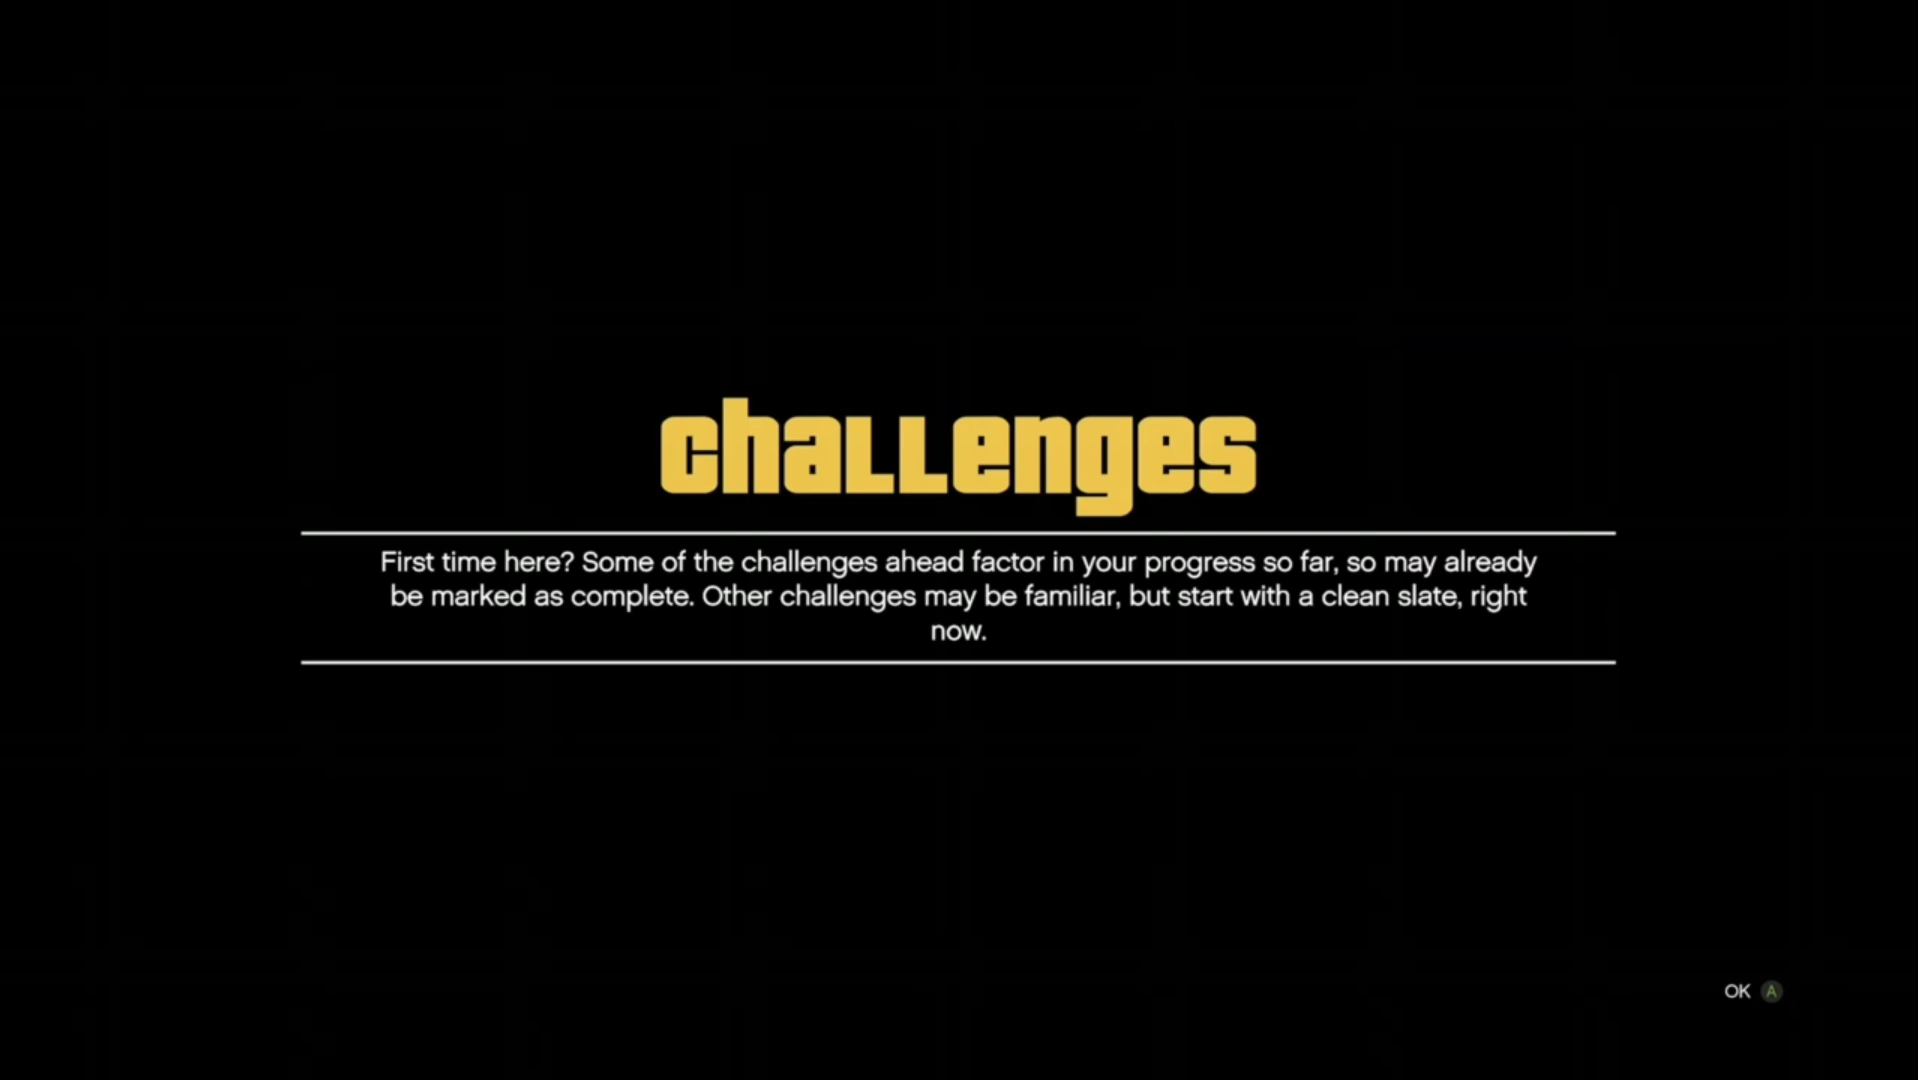 challenges
First time here? Some of the challenges ahead factor in your progress so far, so may already
be marked as complete. Other challenges may be familiar, but start with a clean slate, right
now.
OK A